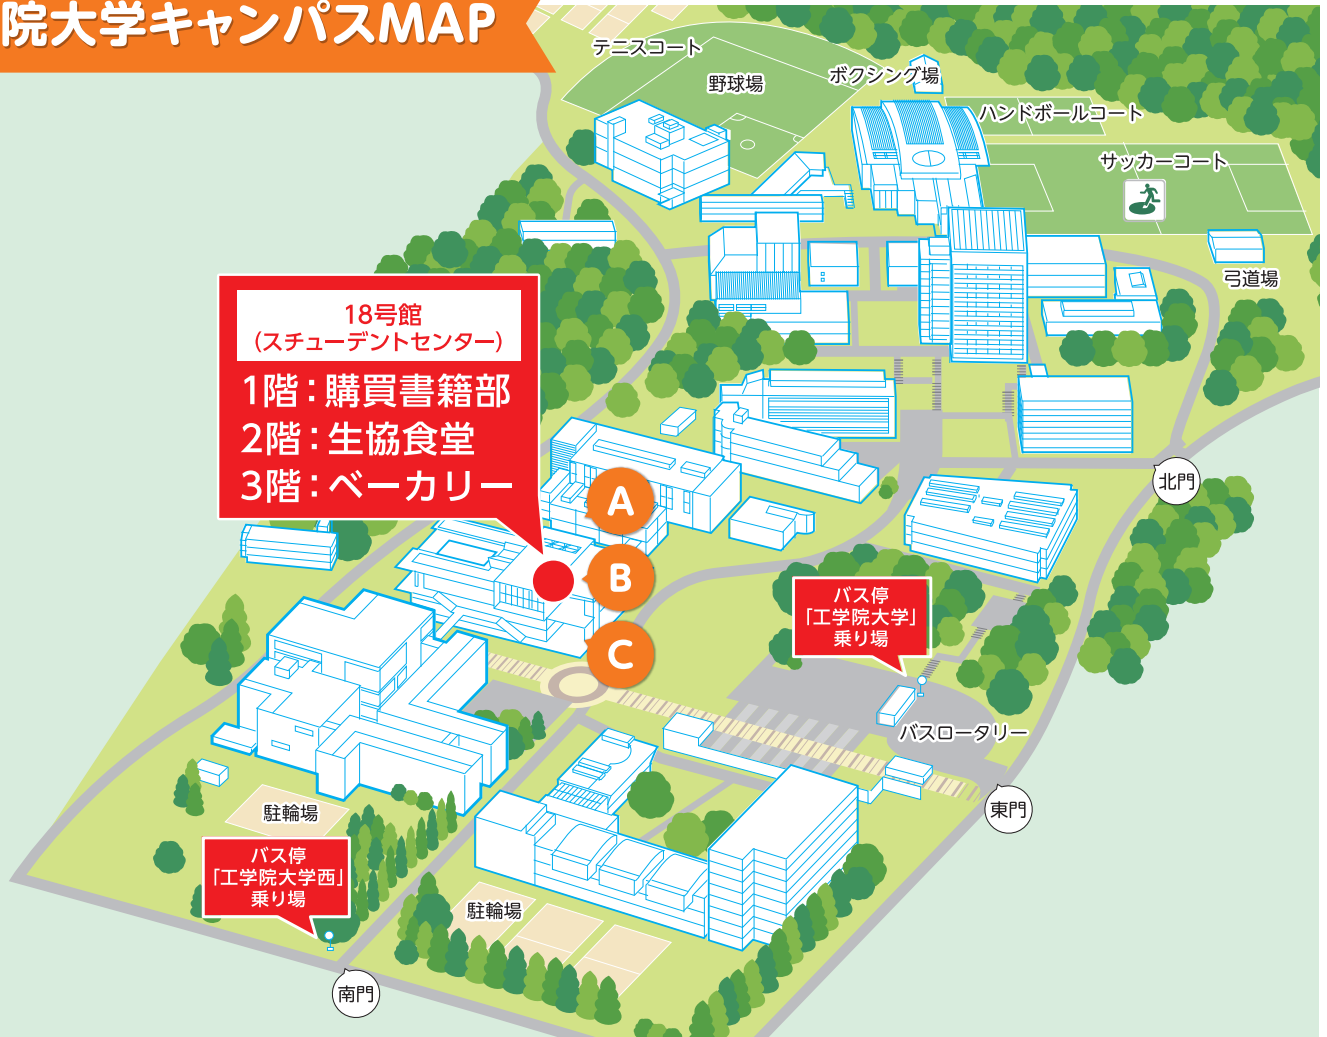 院大学キャンパスMAP
テニスコート
野球場
ボクシング場
ハンドボールコート
サッカーコート
弓道場
18号館
(スチューデントセンター)
1階：購買書籍部
2階：生協食堂
3階：ベーカリー
A
B
C
北門
バス停
「工学院大学」
乗り場
バスロータリー
東門
駐輪場
バス停
「工学院大学西」
乗り場
駐輪場
南門